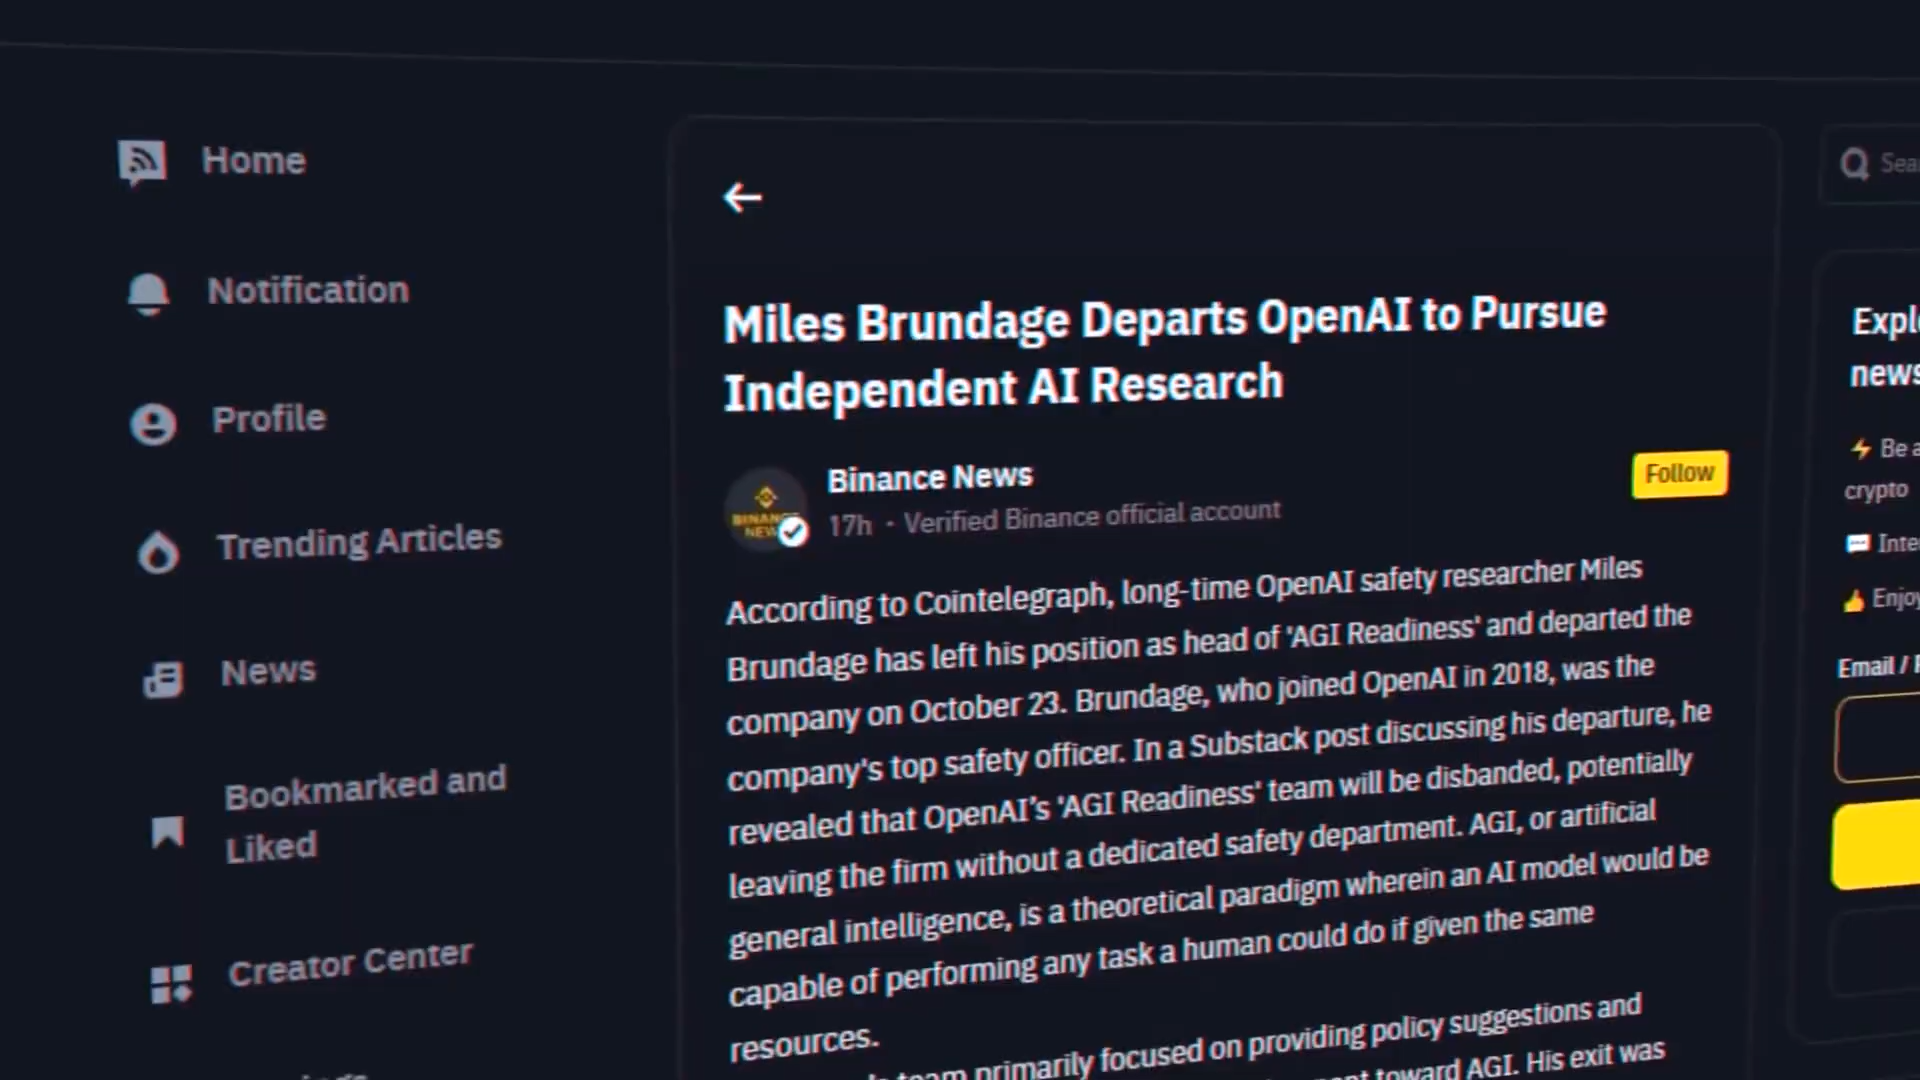 Home
Notification
Profile
Trending Articles
News
Bookmarked and
Liked
Creator Center
Miles Brundage Departs OpenAI to Pursue
Independent AI Research
BINANCE
NEWS
Binance News
17h · Verified Binance official account
Follow
According to Cointelegraph, long-time OpenAI safety researcher Miles
Brundage has left his position as head of 'AGI Readiness' and departed the
company on October 23. Brundage, who joined OpenAI in 2018, was the
company's top safety officer. In a Substack post discussing his departure, he
revealed that OpenAI’s 'AGI Readiness' team will be disbanded, potentially
leaving the firm without a dedicated safety department. AGI, or artificial
general intelligence, is a theoretical paradigm wherein an AI model would be
capable of performing any task a human could do if given the same
resources.
team primarily focused on providing policy suggestions and
toward AGI. His exit was
news
Be a
crypto
Email /